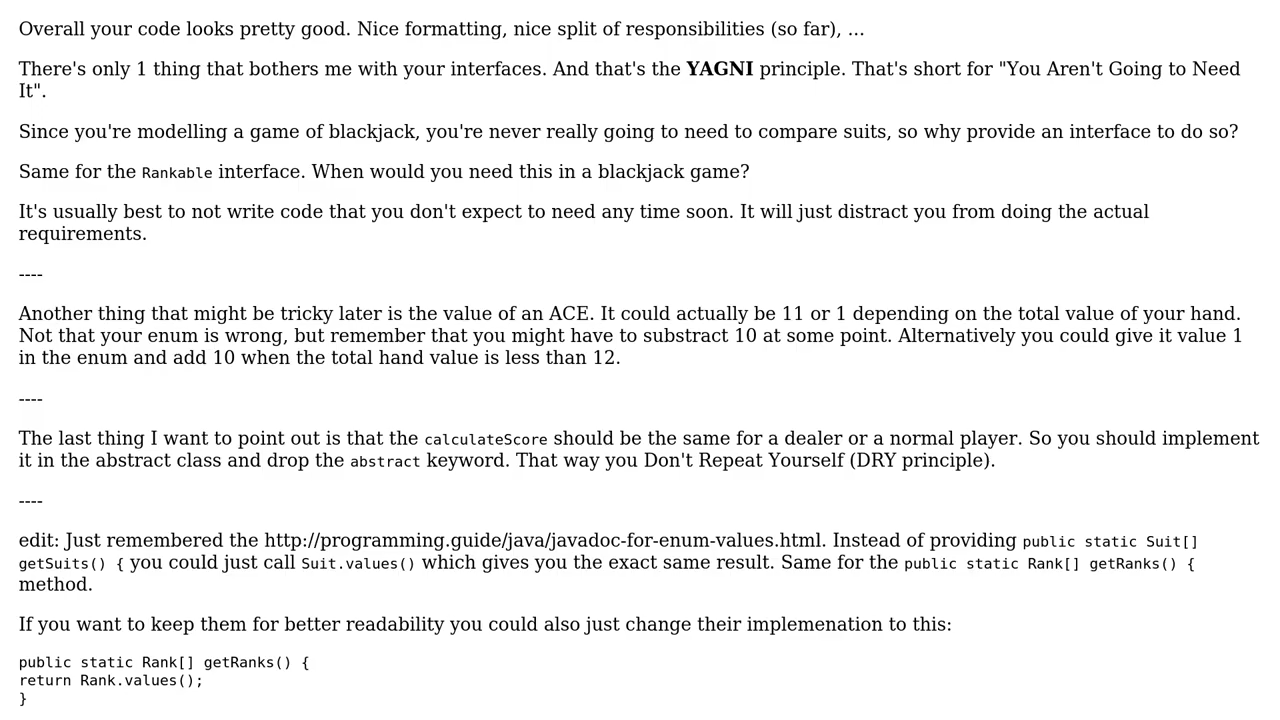 Overall your code looks pretty good. Nice formatting, nice split of responsibilities (so far), ...
There's only 1 thing that bothers me with your interfaces. And that's the YAGNI principle. That's short for "You Aren't Going to Need
It".
Since you're modelling a game of blackjack, you're never really going to need to compare suits, so why provide an interface to do so?
Same for the Rankable interface. When would you need this in a blackjack game?
It's usually best to not write code that you don't expect to need any time soon. It will just distract you from doing the actual
requirements.
----
Another thing that might be tricky later is the value of an ACE. It could actually be 11 or 1 depending on the total value of your hand.
Not that your enum is wrong, but remember that you might have to substract 10 at some point. Alternatively you could give it value 1
in the enum and add 10 when the total hand value is less than 12.
----
The last thing I want to point out is that the calculateScore should be the same for a dealer or a normal player. So you should implement
it in the abstract class and drop the abstract keyword. That way you Don't Repeat Yourself (DRY principle).
----
edit: Just remembered the http://programming.guide/java/javadoc-for-enum-values.html. Instead of providing public static Suit[]
getSuits() { you could just call Suit.values() which gives you the exact same result. Same for the public static Rank[] getRanks() {
method.
If you want to keep them for better readability you could also just change their implemenation to this:
public static Rank[] getRanks() {
return Rank.values();
}